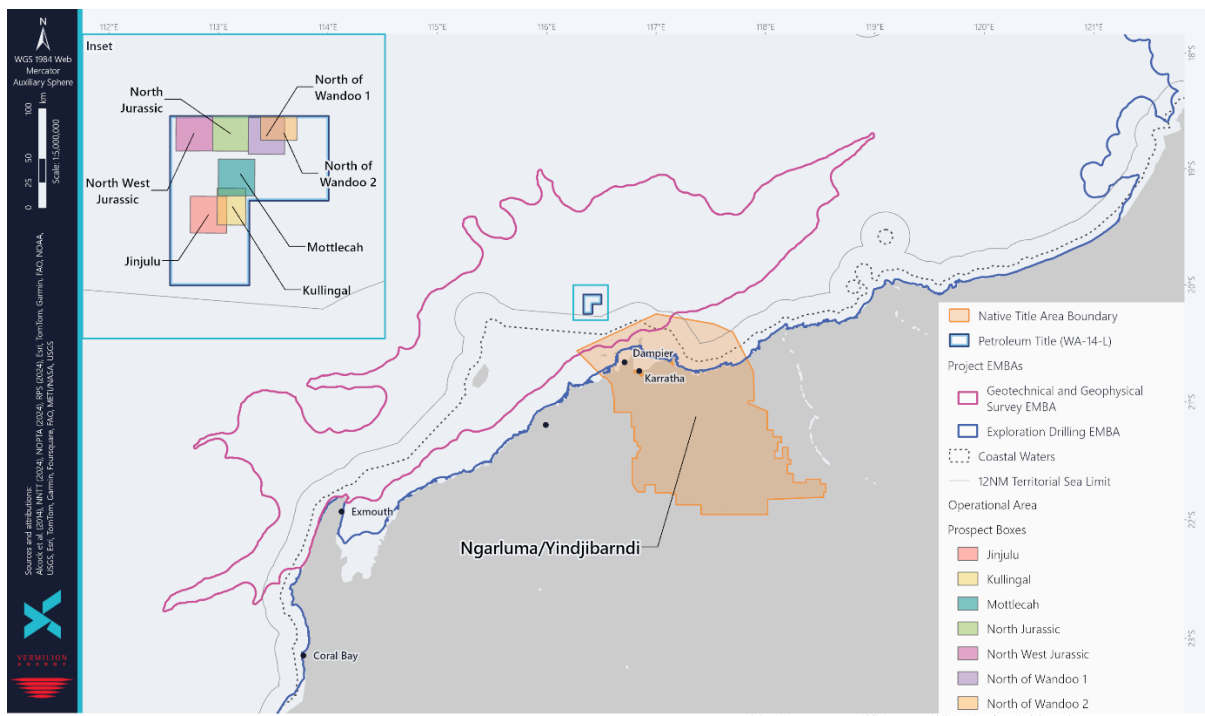 N
WGS 1984 Web
Mercator
Auxiliary Sphere
100
km
50
25
0
Scale: 1:5,000,000
Sources and attributions:
Alcock et al. (2014), NNTT (2024), NOPTA (2024), RPS (2024), Esri, TomTom, Garmin, FAO, NOAA,
USGS, Esri, TomTom, Garmin, Foursquare, FAO, METI/NASA, USGS
VERMILION
ENERGY
112°E
113°E
114°E
115°E
116°E
117°E
118°E
119°E
120°E
121°E
18°S
19°S
20°S
21°S
22°S
23°S
Inset
North
Jurassic
North of
Wandoo 1
North West
Jurassic
North of
Wandoo 2
Mottlecah
Jinjulu
Kullingal
Dampier
Karratha
Exmouth
Ngarluma/Yindjibarndi
Coral Bay
Native Title Area Boundary
Petroleum Title (WA-14-L)
Project EMBAs
Geotechnical and Geophysical
Survey EMBA
Exploration Drilling EMBA
Coastal Waters
12NM Territorial Sea Limit
Operational Area
Prospect Boxes
Jinjulu
Kullingal
Mottlecah
North Jurassic
North West Jurassic
North of Wandoo 1
North of Wandoo 2